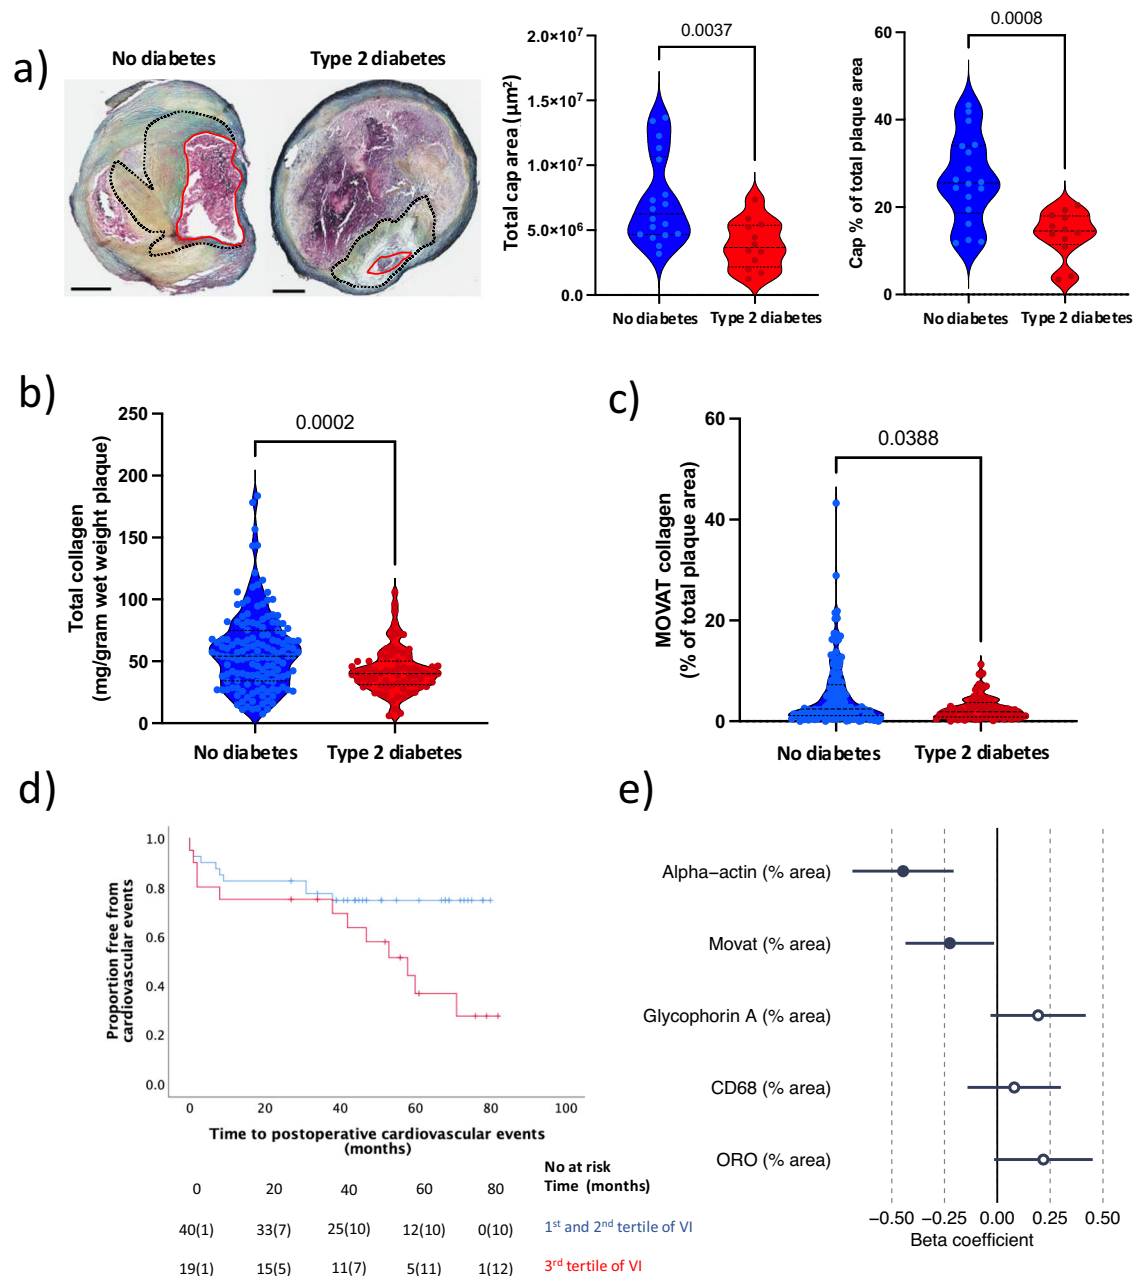 a)
No diabetes
Type 2 diabetes
Total cap area (µm²)
2.0×10⁷
1.5×10⁷
1.0×10⁷
5.0×10⁶
0.0
0.0037
No diabetes
Type 2 diabetes
Cap % of total plaque area
60
40
20
0
0.0008
No diabetes
Type 2 diabetes
b)
Total collagen
(mg/gram wet weight plaque)
250
200
150
100
50
0
0.0002
No diabetes
Type 2 diabetes
c)
MOVAT collagen
(% of total plaque area)
60
40
20
0
0.0388
No diabetes
Type 2 diabetes
d)
Proportion free from
cardiovascular events
1.0
0.8
0.6
0.4
0.2
0.0
0 20 40 60 80 100
Time to postoperative cardiovascular events
(months)
No at risk
Time (months)
0 20 40 60 80
40(1) 33(7) 25(10) 12(10) 0(10) 1st and 2nd tertile of VI
19(1) 15(5) 11(7) 5(11) 1(12) 3rd tertile of VI
e)
Alpha−actin (% area)
Movat (% area)
Glycophorin A (% area)
CD68 (% area)
ORO (% area)
−0.50 −0.25 0.00 0.25 0.50
Beta coefficient